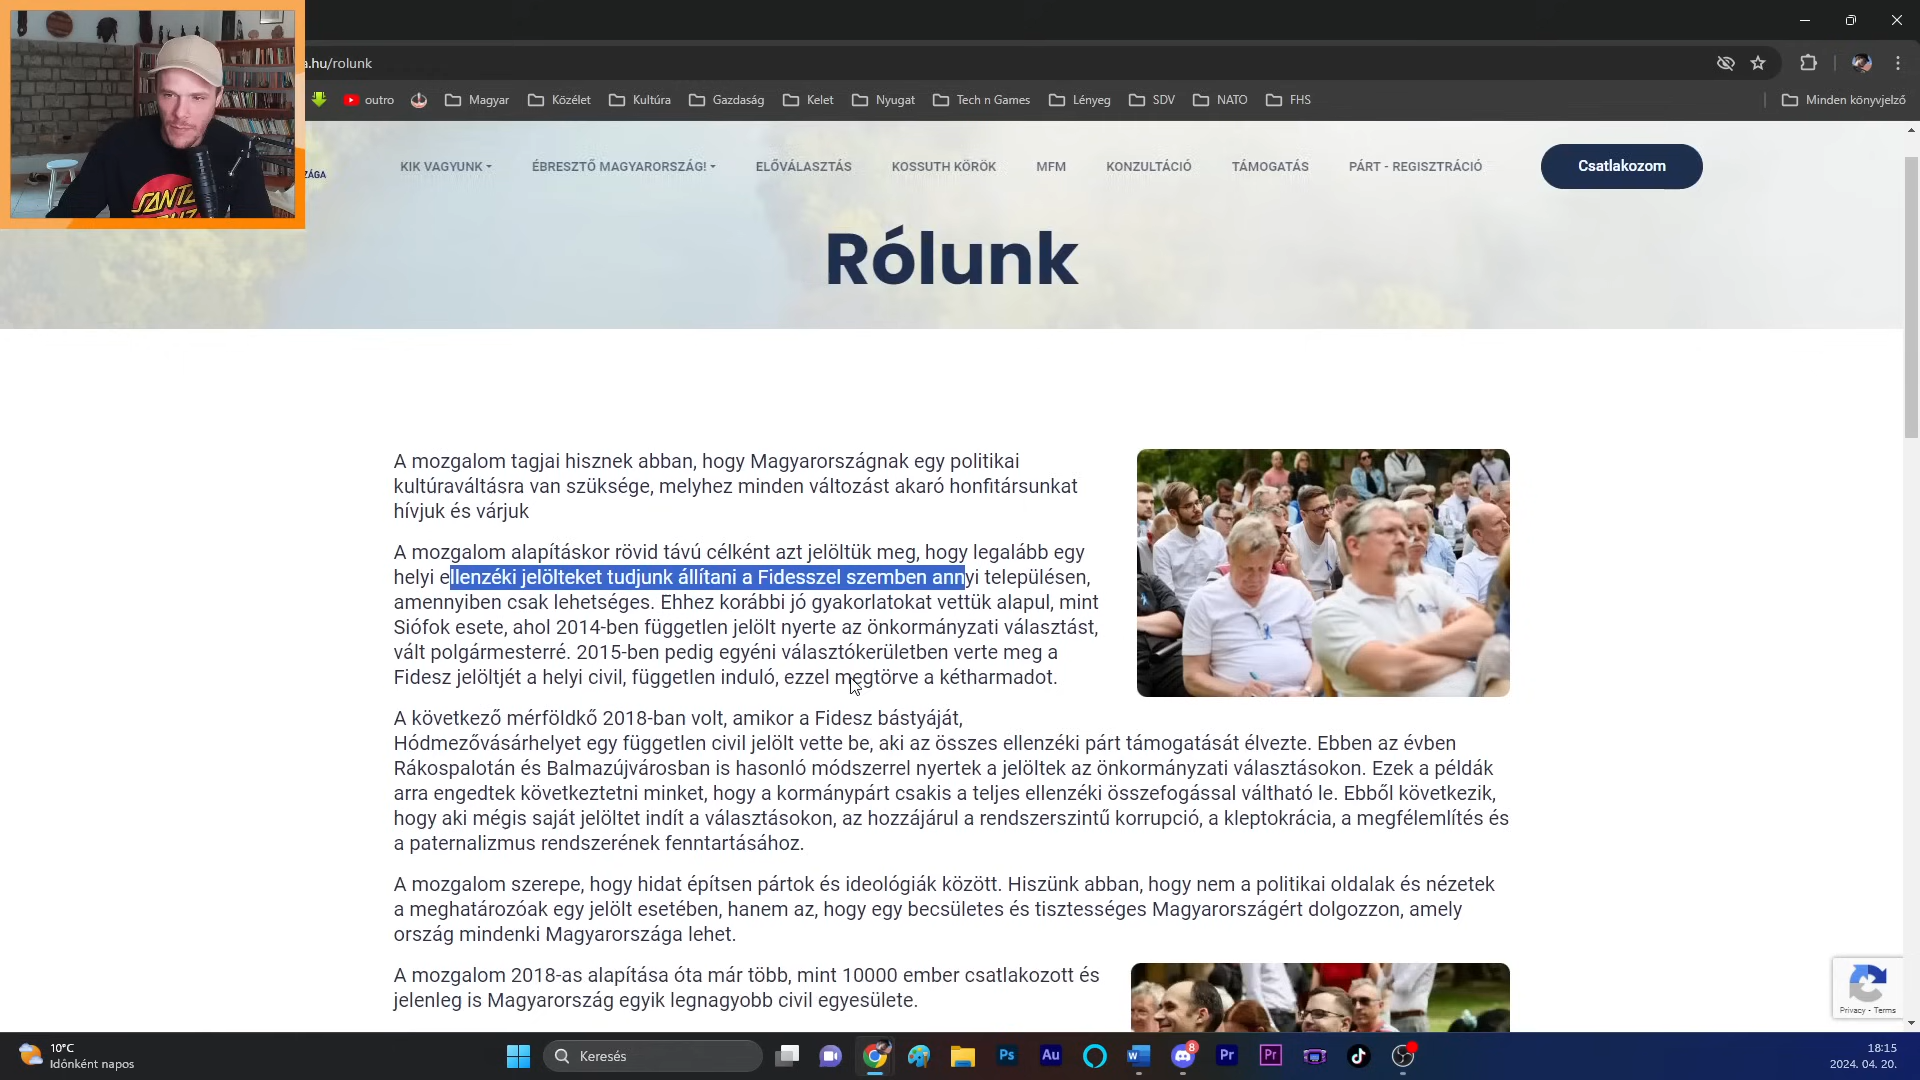 a.hu/rolunk
outro
Magyar
Közélet
Kultúra
Gazdaság
Kelet
Nyugat
Tech n Games
Lényeg
SDV
NATO
FHS
Minden könyvjelző
ZÁGA
KIK VAGYUNK
ÉBRESZTŐ MAGYARORSZÁG!
ELŐVÁLASZTÁS
KOSSUTH KÖRÖK
MFM
KONZULTÁCIÓ
TÁMOGATÁS
PÁRT - REGISZTRÁCIÓ
Csatlakozom
Rólunk
A mozgalom tagjai hisznek abban, hogy Magyarországnak egy politikai
kultúraváltásra van szüksége, melyhez minden változást akaró honfitársunkat
hívjuk és várjuk
A mozgalom alapításkor rövid távú célként azt jelöltük meg, hogy legalább egy
helyi ellenzéki jelölteket tudjunk állítani a Fidesszel szemben annyi településen,
amennyiben csak lehetséges. Ehhez korábbi jó gyakorlatokat vettük alapul, mint
Siófok esete, ahol 2014-ben független jelölt nyerte az önkormányzati választást,
vált polgármesterré. 2015-ben pedig egyéni választókerületben verte meg a
Fidesz jelöltjét a helyi civil, független induló, ezzel megtörve a kétharmadot.
A következő mérföldkő 2018-ban volt, amikor a Fidesz bástyáját,
Hódmezővásárhelyet egy független civil jelölt vette be, aki az összes ellenzéki párt támogatását élvezte. Ebben az évben
Rákospalotán és Balmazújvárosban is hasonló módszerrel nyertek a jelöltek az önkormányzati választásokon. Ezek a példák
arra engedtek következtetni minket, hogy a kormánypárt csakis a teljes ellenzéki összefogással váltható le. Ebből következik,
hogy aki mégis saját jelöltet indít a választásokon, az hozzájárul a rendszerszintű korrupció, a kleptokrácia, a megfélemlítés és
a paternalizmus rendszerének fenntartásához.
A mozgalom szerepe, hogy hidat építsen pártok és ideológiák között. Hiszünk abban, hogy nem a politikai oldalak és nézetek
a meghatározóak egy jelölt esetében, hanem az, hogy egy becsületes és tisztességes Magyarországért dolgozzon, amely
ország mindenki Magyarországa lehet.
A mozgalom 2018-as alapítása óta már több, mint 10000 ember csatlakozott és
jelenleg is Magyarország egyik legnagyobb civil egyesülete.
Privacy - Terms
10°C
Időnként napos
Keresés
Ps
Au
W
8
Pr
Pr
18:15
2024. 04. 20.